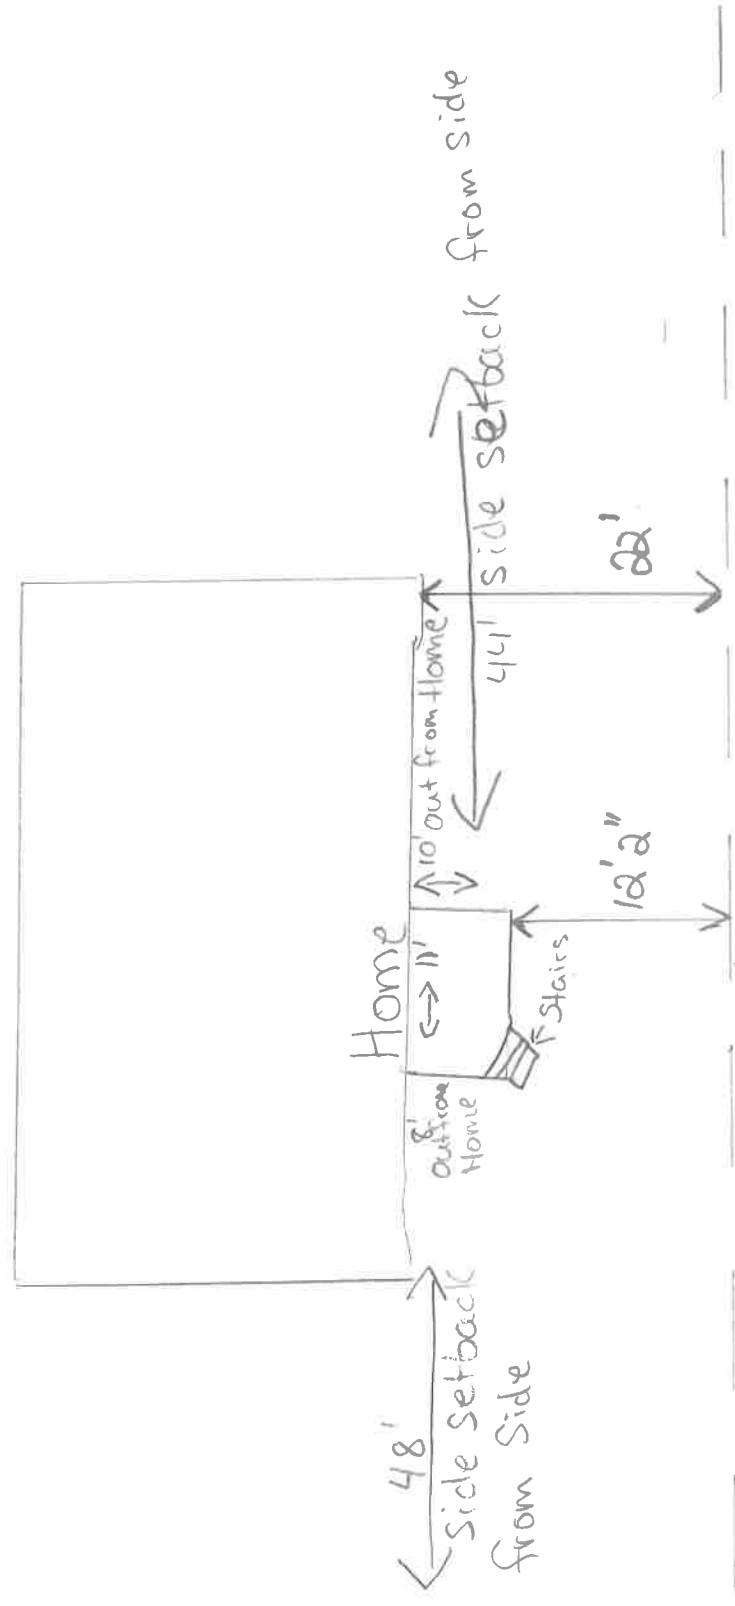 48'
Side setback
from Side
Home
11'
8'
out from
Home
Stairs
10' out from Home
12'2"
44' side setback from side
22'